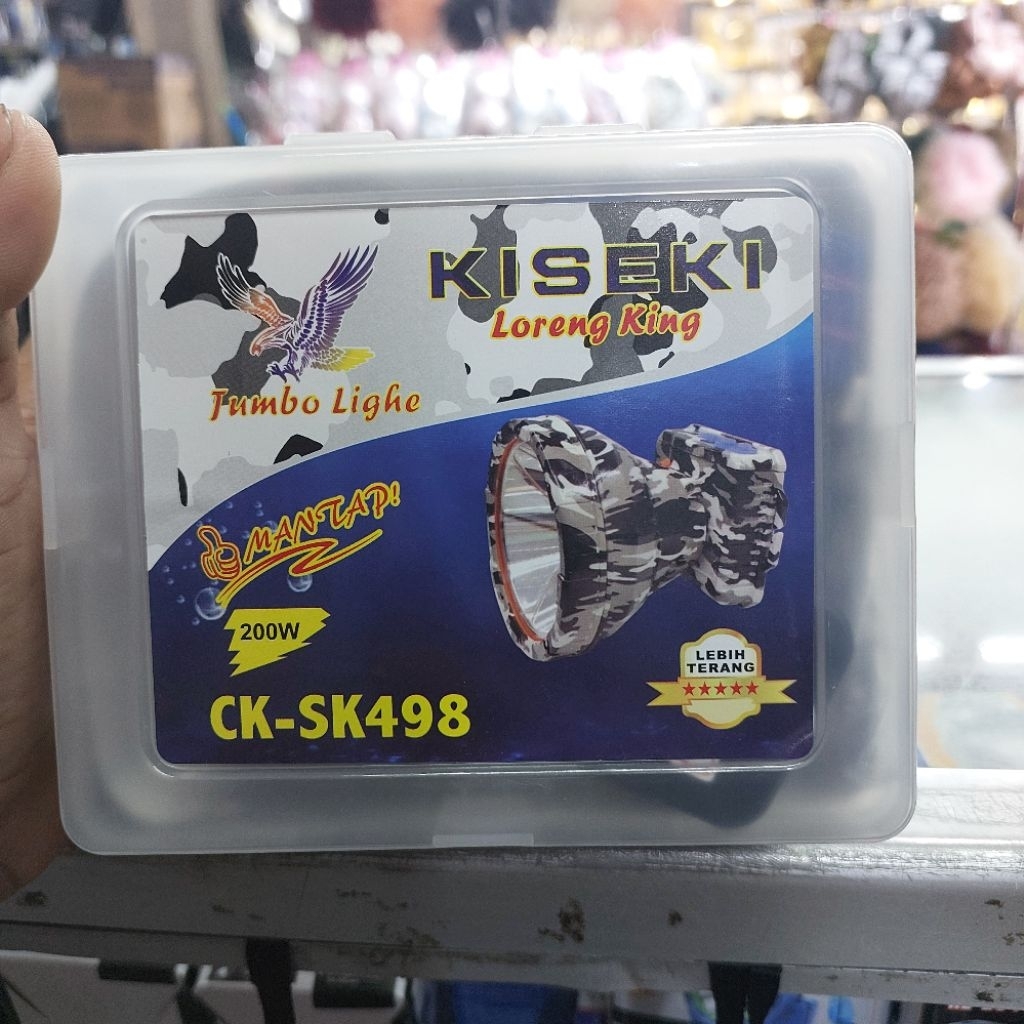 KISEKI
Loreng King
Jumbo Lighe
MANTAP!
200W
LEBIH
TERANG
CK-SK498